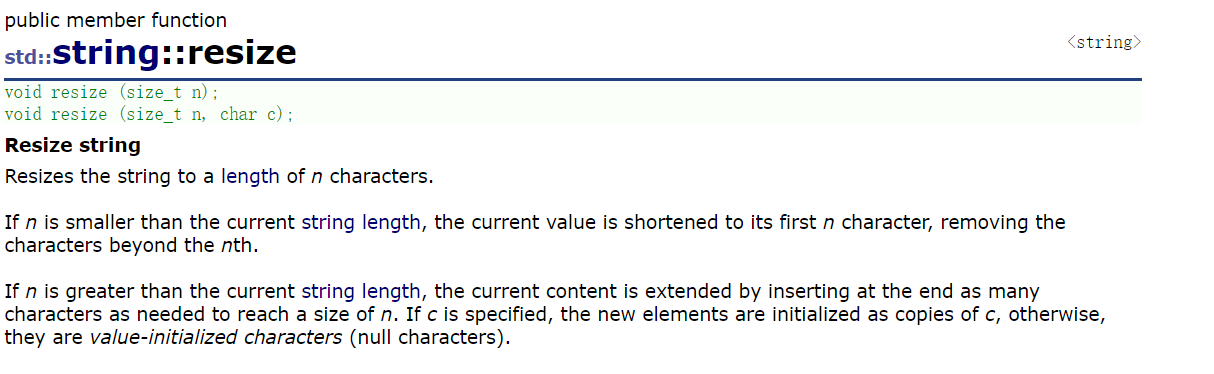 public member function
std::string::resize
<string>
void resize (size_t n);
void resize (size_t n, char c);
Resize string
Resizes the string to a length of n characters.
If n is smaller than the current string length, the current value is shortened to its first n character, removing the
characters beyond the nth.
If n is greater than the current string length, the current content is extended by inserting at the end as many
characters as needed to reach a size of n. If c is specified, the new elements are initialized as copies of c, otherwise,
they are value-initialized characters (null characters).